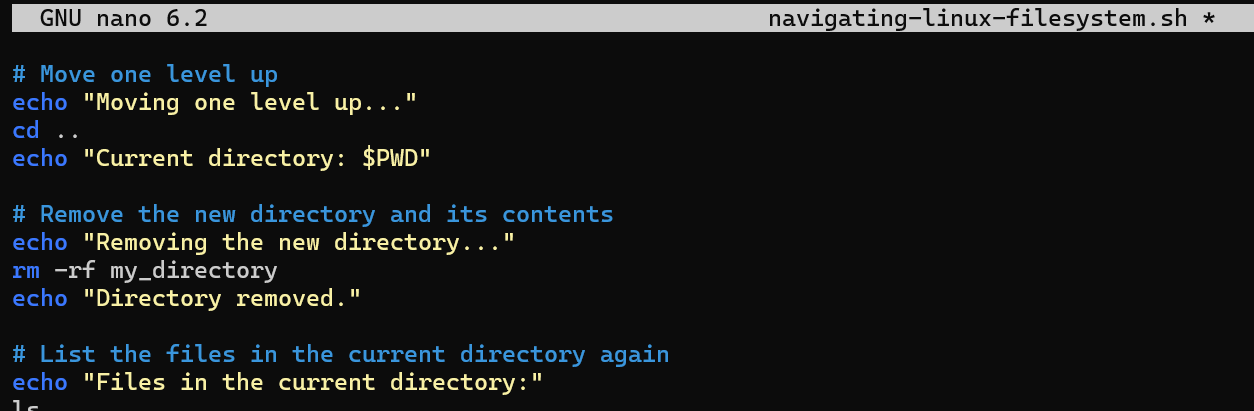 GNU nano 6.2 navigating-linux-filesystem.sh *
# Move one level up
echo "Moving one level up..."
cd ..
echo "Current directory: $PWD"
# Remove the new directory and its contents
echo "Removing the new directory..."
rm -rf my_directory
echo "Directory removed."
# List the files in the current directory again
echo "Files in the current directory:"
ls